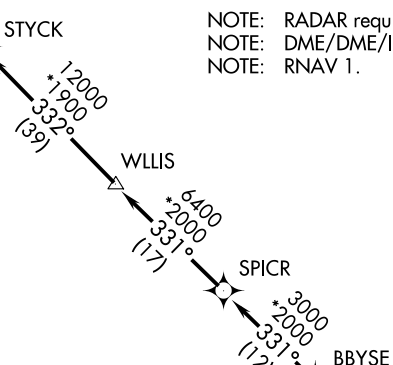 STYCK
NOTE: RADAR
NOTE: DME/DME/
NOTE: RNAV 1.
12000
*1900
332°
(39)
WLLIS
6400
*2000
331°
(17)
SPICR
3000
*2000
331°
BBYSE